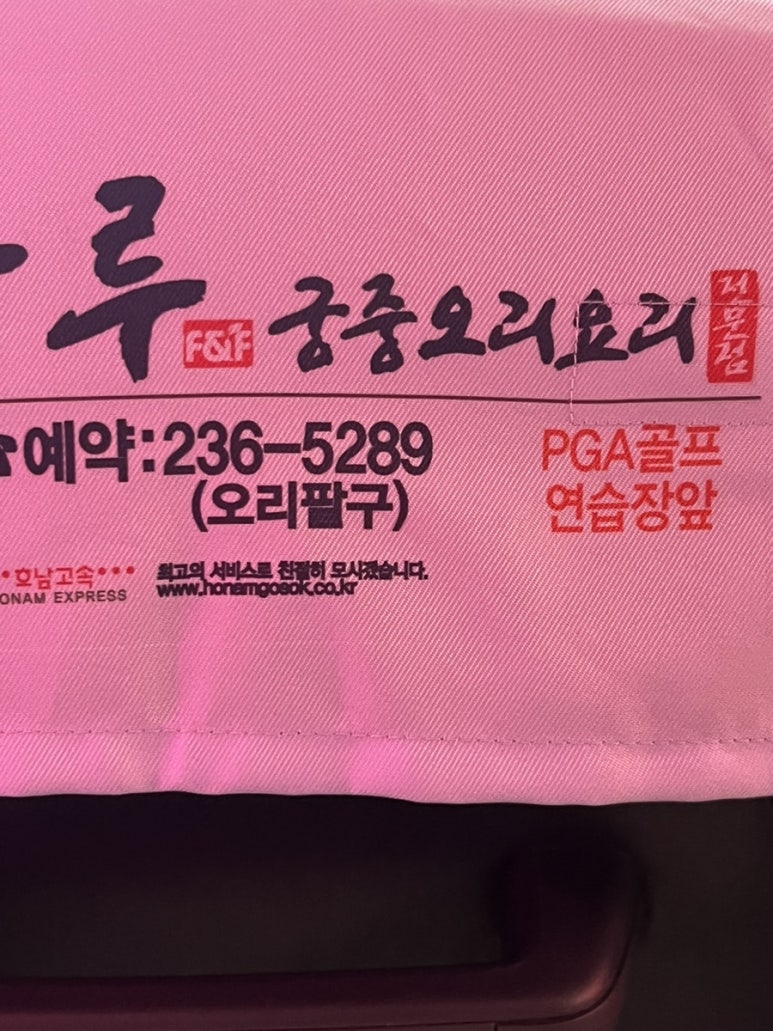 루 F&F 궁중오리요리 전문점
예약:236-5289
(오리팔구)
PGA골프
연습장앞
호남고속
ONAM EXPRESS
최고의 서비스로 친절히 모시겠습니다.
www.honamgosok.co.kr